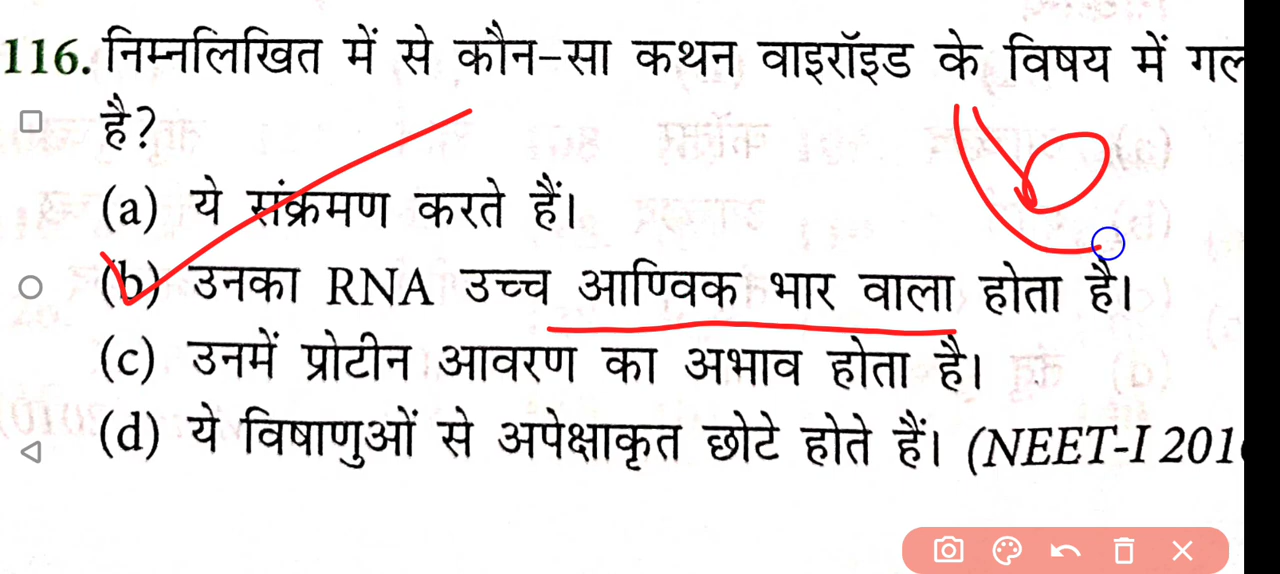 116. निम्नलिखित में से कौन-सा कथन वाइरॉइड के विषय में गल
है?
(a) ये संक्रमण करते हैं।
(b) उनका RNA उच्च आण्विक भार वाला होता है।
(c) उनमें प्रोटीन आवरण का अभाव होता है।
(d) ये विषाणुओं से अपेक्षाकृत छोटे होते हैं। (NEET-I 201